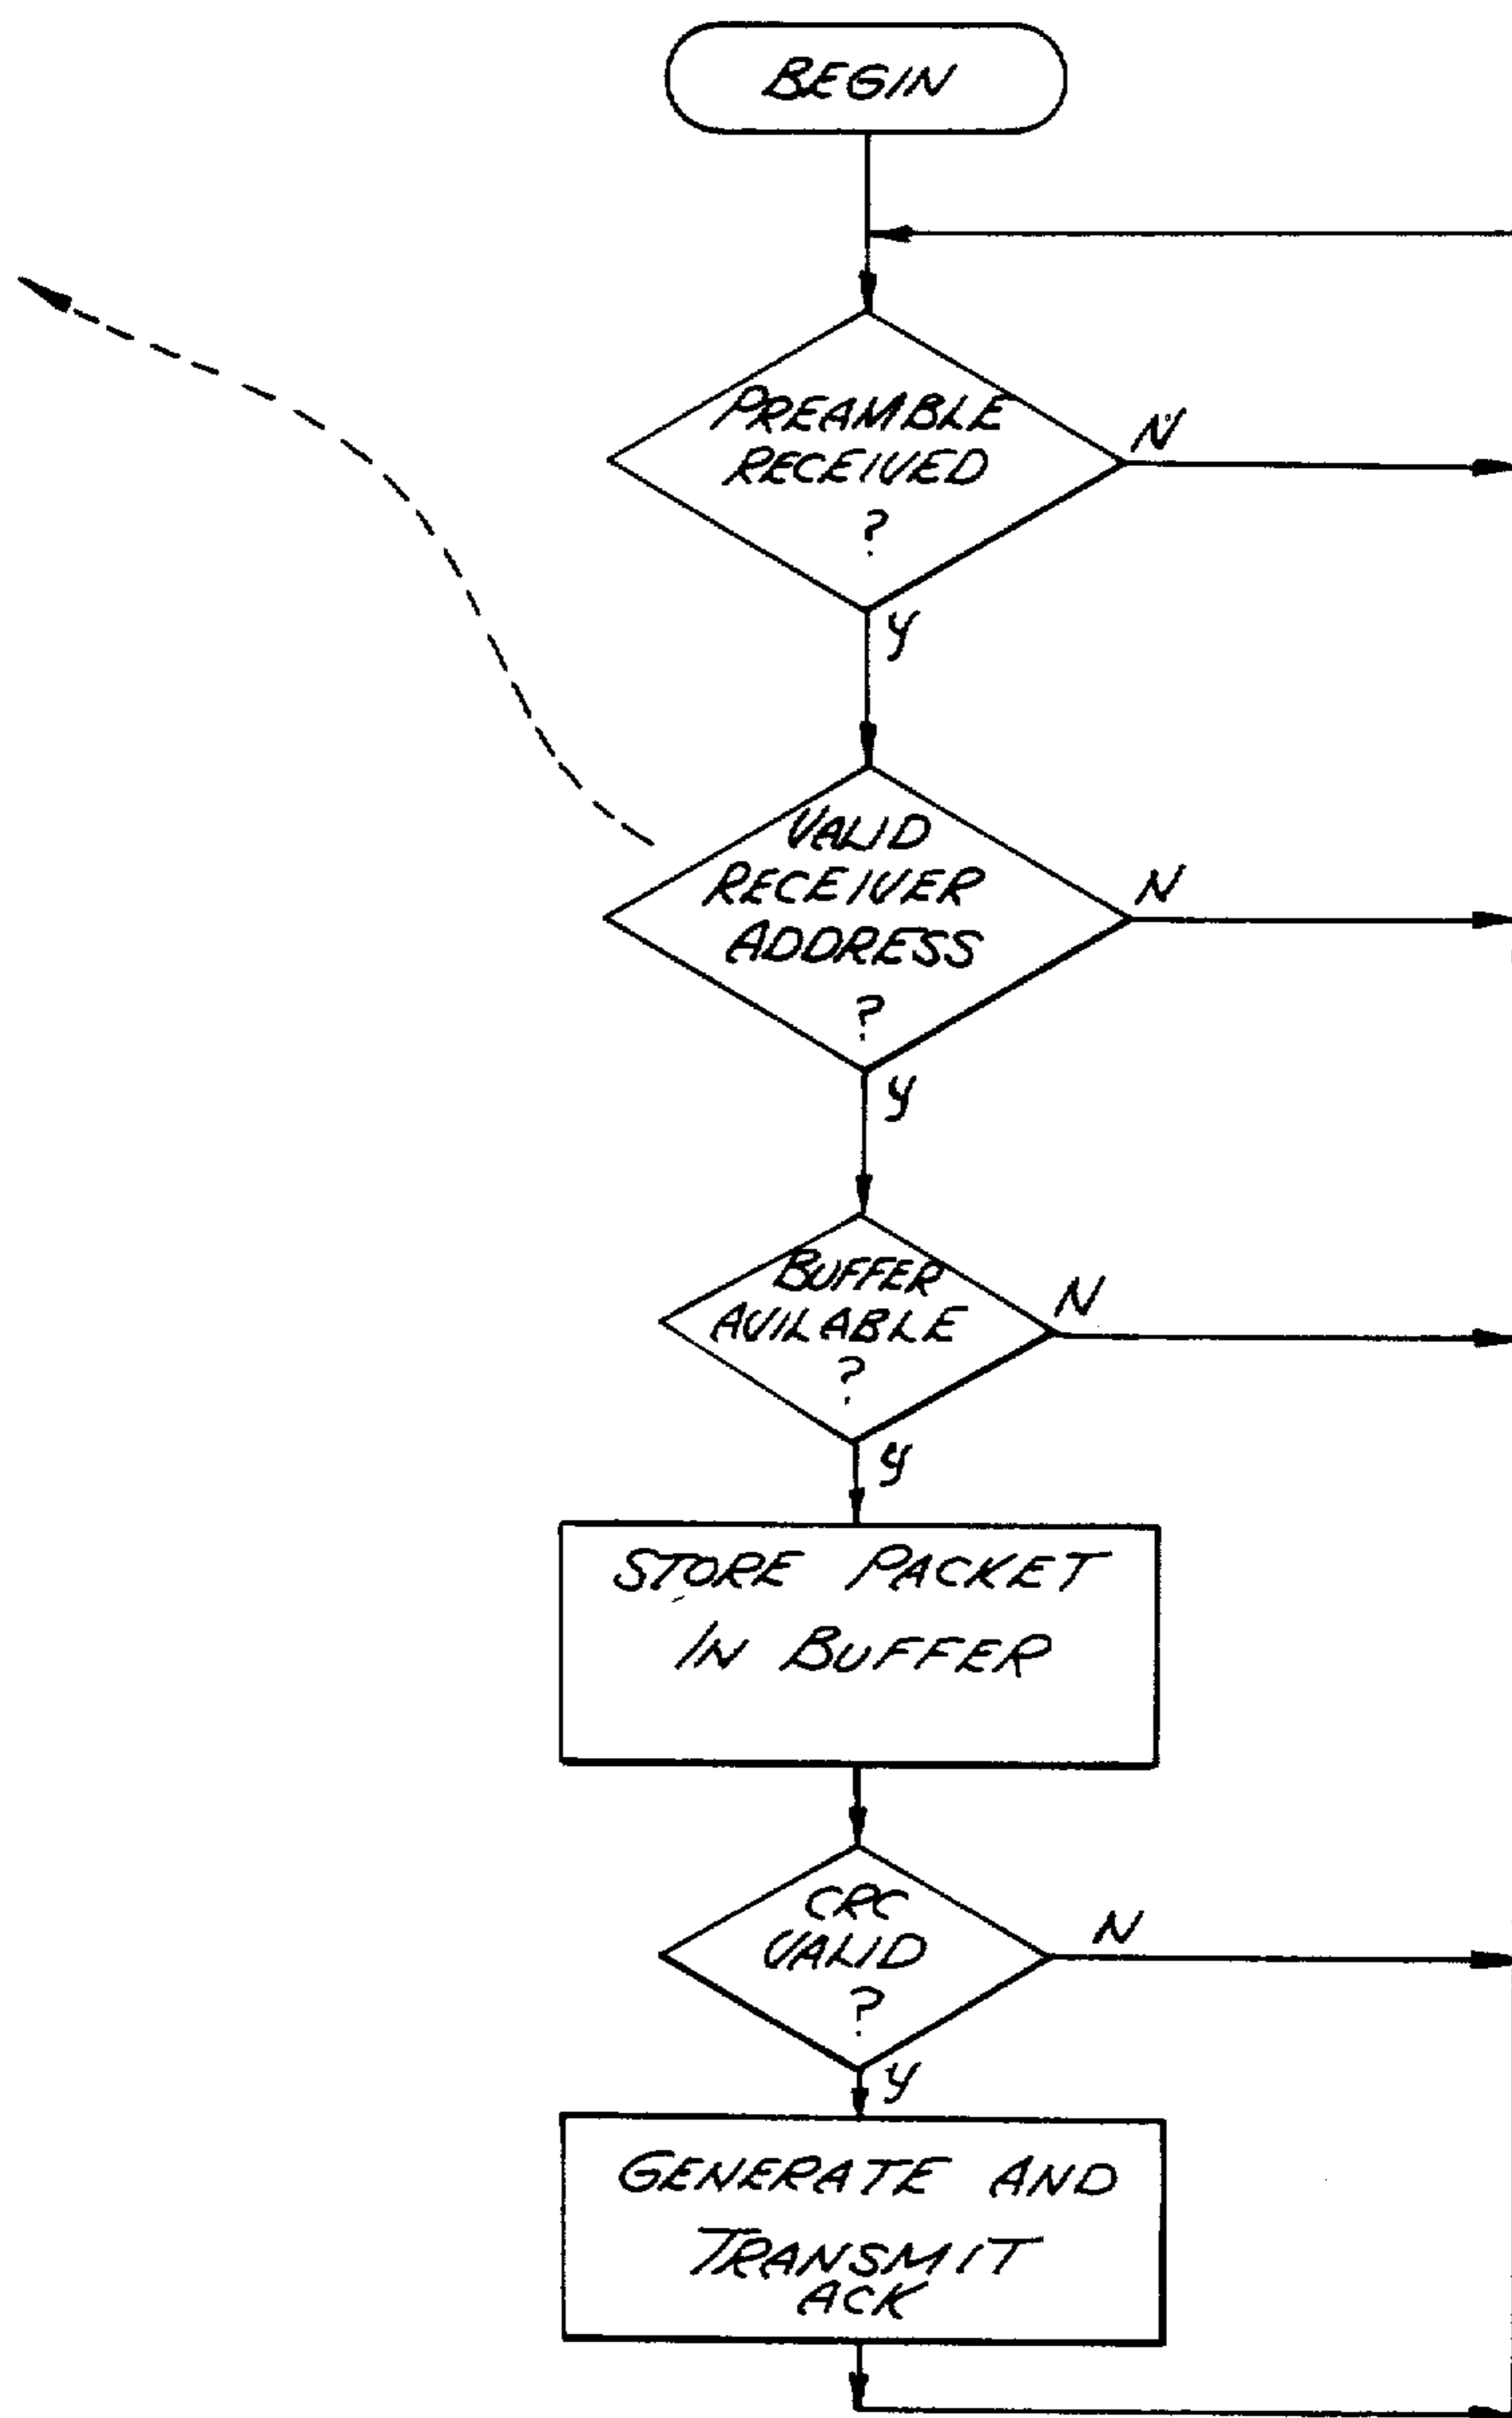 BEGIN
PREAMBLE
RECEIVED
?
N
Y
VALID
RECEIVER
ADDRESS
?
N
Y
BUFFER
AVILABLE
?
N
Y
STORE PACKET
IN BUFFER
CRC
VALID
?
N
Y
GENERATE AND
TRANSMIT
ACK